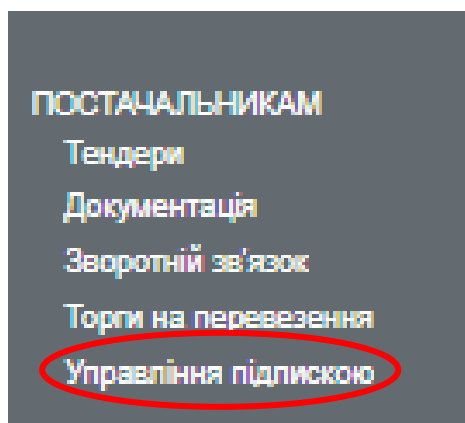 ПОСТАЧАЛЬНИКАМ
Тендери
Документація
Зворотній зв'язок
Торги на перевезення
Управління підпискою